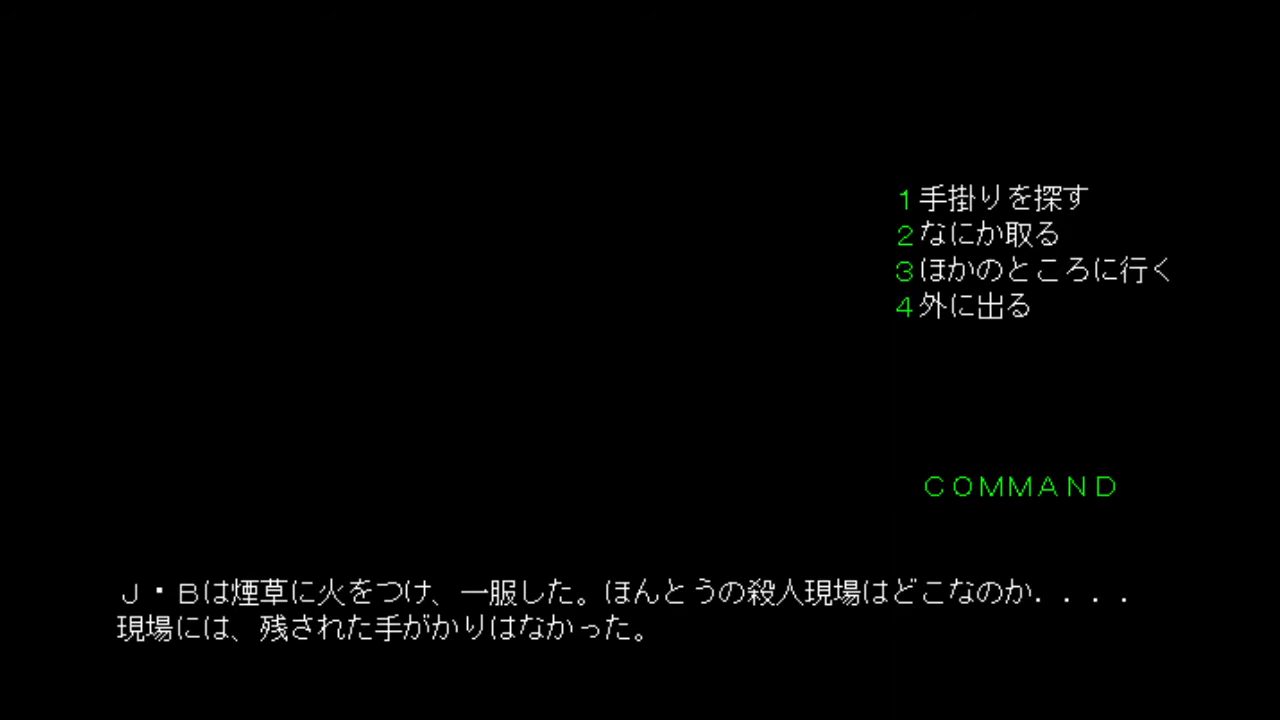 1手掛りを探す
2なにか取る
3ほかのところに行く
4外に出る
COMMAND
J・Bは煙草に火をつけ、一服した。ほんとうの殺人現場はどこなのか....
現場には、残された手がかりはなかった。